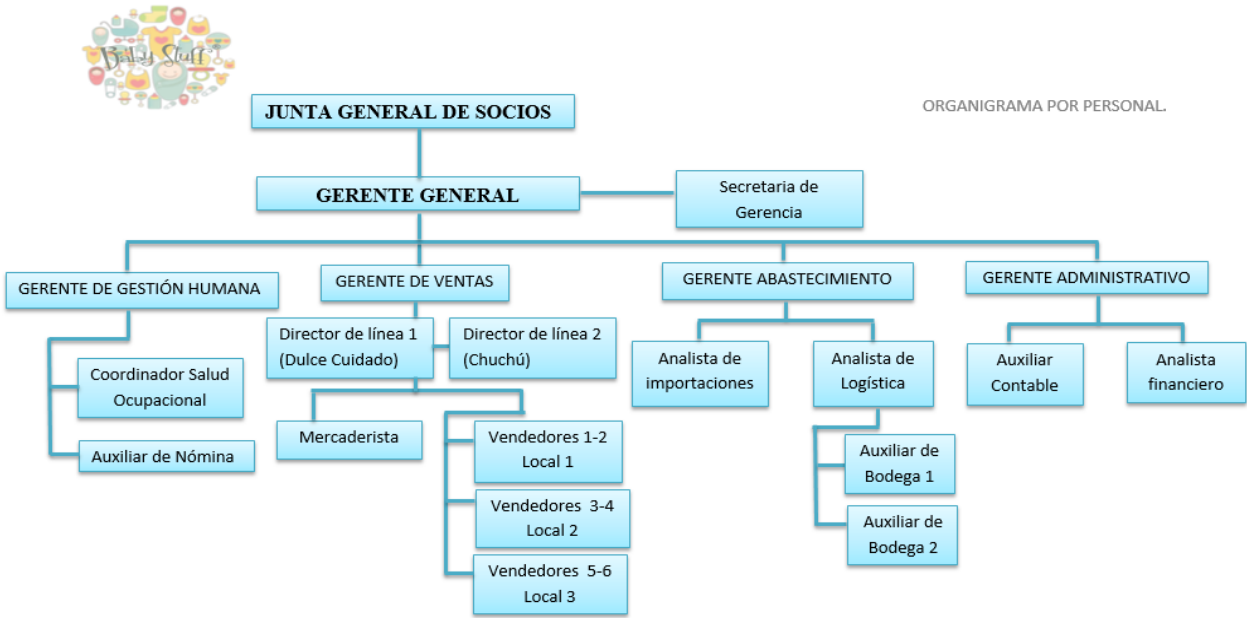 Baby Stuff
ORGANIGRAMA POR PERSONAL.
JUNTA GENERAL DE SOCIOS
GERENTE GENERAL
Secretaria de
Gerencia
GERENTE DE GESTIÓN HUMANA
Coordinador Salud
Ocupacional
Auxiliar de Nómina
GERENTE DE VENTAS
Director de línea 1
(Dulce Cuidado)
Director de línea 2
(Chuchú)
Mercaderista
Vendedores 1-2
Local 1
Vendedores 3-4
Local 2
Vendedores 5-6
Local 3
GERENTE ABASTECIMIENTO
Analista de
importaciones
Analista de
Logística
Auxiliar de
Bodega 1
Auxiliar de
Bodega 2
GERENTE ADMINISTRATIVO
Auxiliar
Contable
Analista
financiero